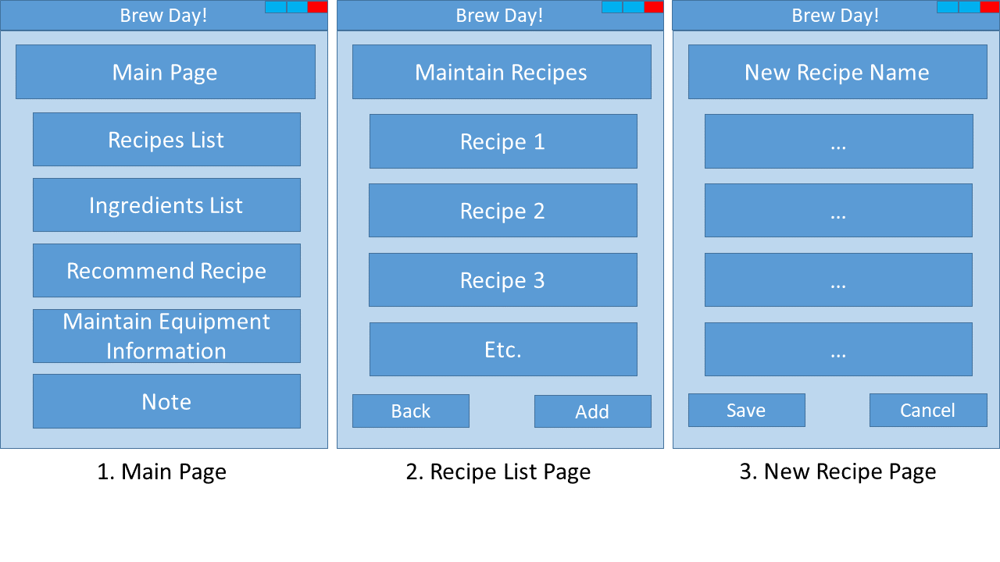 Brew Day!
Main Page
Recipes List
Ingredients List
Recommend Recipe
Maintain Equipment
Information
Note
1. Main Page
Brew Day!
Maintain Recipes
Recipe 1
Recipe 2
Recipe 3
Etc.
Back
Add
2. Recipe List Page
Brew Day!
New Recipe Name
...
...
...
...
Save
Cancel
3. New Recipe Page